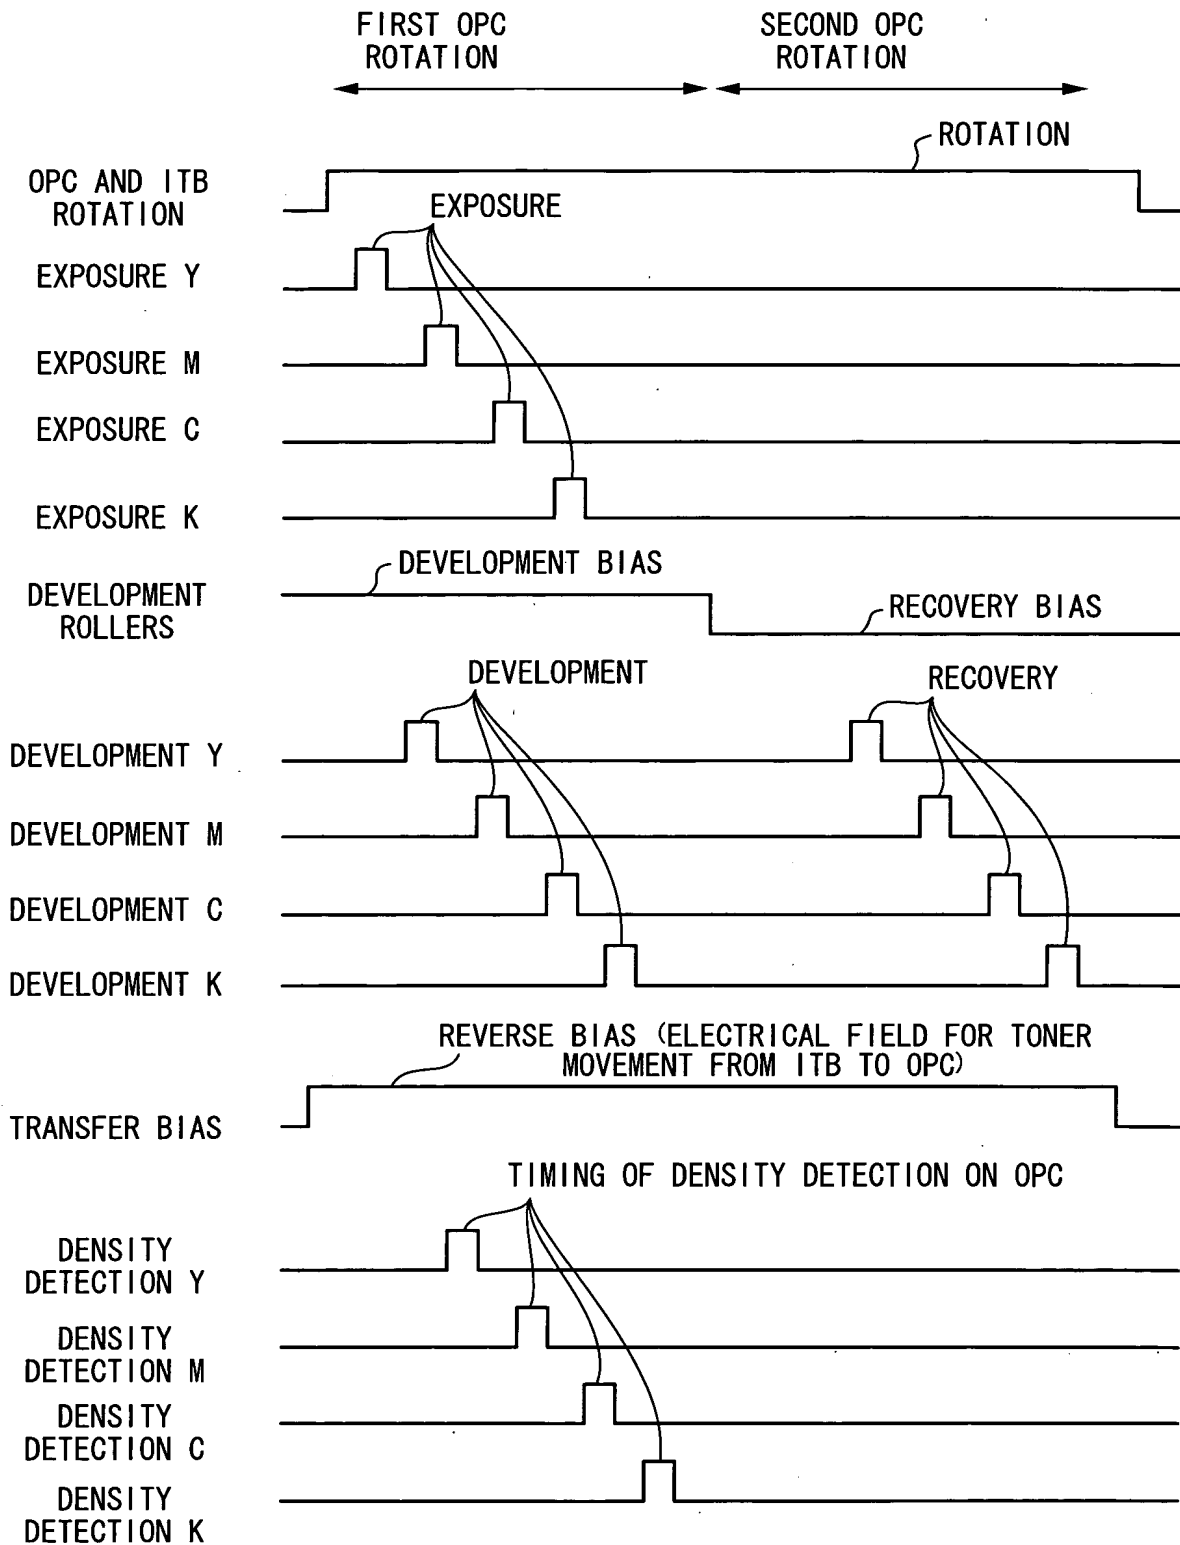 FIRST OPC
ROTATION
SECOND OPC
ROTATION
ROTATION
OPC AND ITB
ROTATION
EXPOSURE
EXPOSURE Y
EXPOSURE M
EXPOSURE C
EXPOSURE K
DEVELOPMENT BIAS
DEVELOPMENT
ROLLERS
RECOVERY BIAS
DEVELOPMENT
RECOVERY
DEVELOPMENT Y
DEVELOPMENT M
DEVELOPMENT C
DEVELOPMENT K
REVERSE BIAS (ELECTRICAL FIELD FOR TONER
MOVEMENT FROM ITB TO OPC)
TRANSFER BIAS
TIMING OF DENSITY DETECTION ON OPC
DENSITY
DETECTION Y
DENSITY
DETECTION M
DENSITY
DETECTION C
DENSITY
DETECTION K